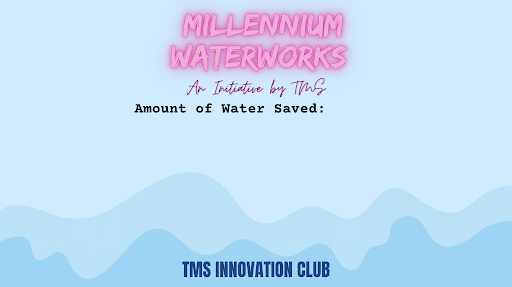 MILLENNIUM
WATERWORKS
An Initiative by TMS
Amount of Water Saved:
TMS INNOVATION CLUB